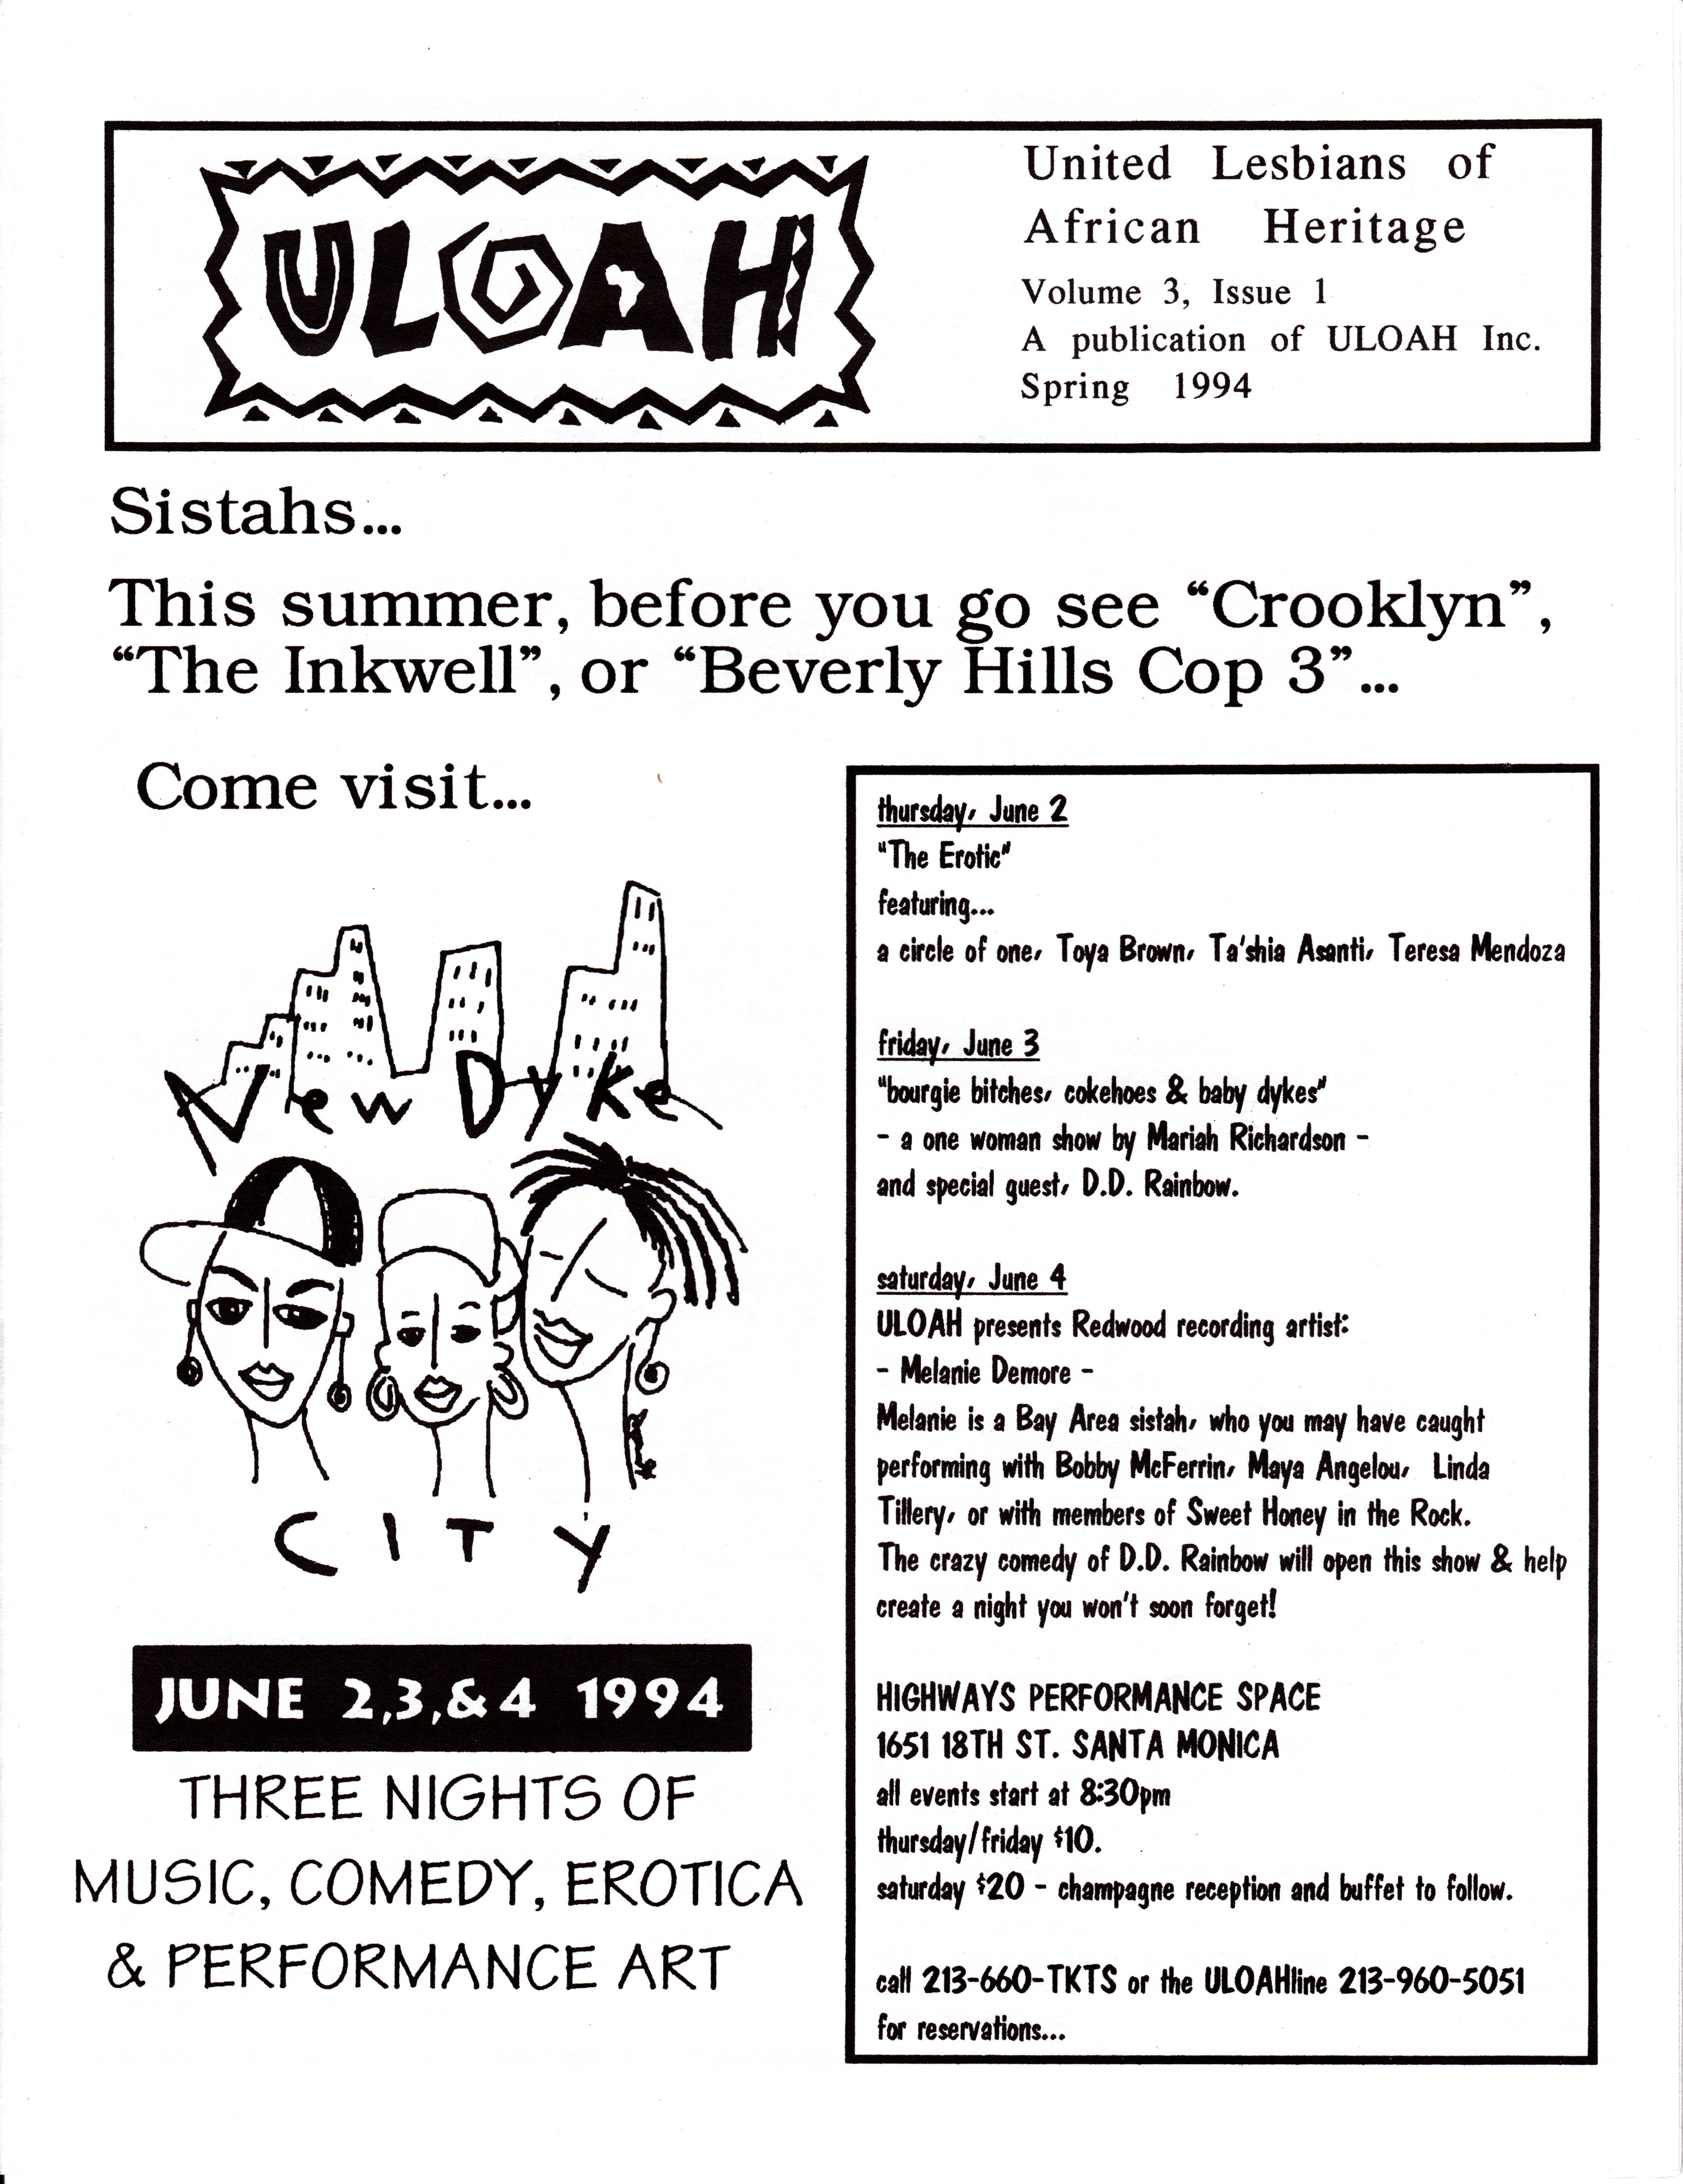 ULOAH
United Lesbians of
African Heritage
Volume 3, Issue 1
A publication of ULOAH Inc.
Spring 1994
Sistahs...
This summer, before you go see “Crooklyn”,
“The Inkwell”, or “Beverly Hills Cop 3”...
Come visit...
New Dyke
CITY
JUNE 2,3,&4 1994
THREE NIGHTS OF
MUSIC, COMEDY, EROTICA
& PERFORMANCE ART
thursday, June 2
"The Erotic"
featuring...
a circle of one, Toya Brown, Ta'shia Asanti, Teresa Mendoza
friday, June 3
"bourgie bitches, cokehoes & baby dykes"
- a one woman show by Mariah Richardson -
and special guest, D.D. Rainbow.
saturday, June 4
ULOAH presents Redwood recording artist:
- Melanie Demore -
Melanie is a Bay Area sistah, who you may have caught
performing with Bobby McFerrin, Maya Angelou, Linda
Tillery, or with members of Sweet Honey in the Rock.
The crazy comedy of D.D. Rainbow will open this show & help
create a night you won't soon forget!
HIGHWAYS PERFORMANCE SPACE
1651 18TH ST. SANTA MONICA
all events start at 8:30pm
thursday/friday $10.
saturday $20 - champagne reception and buffet to follow.
call 213-660-TKTS or the ULOAHline 213-960-5051
for reservations...